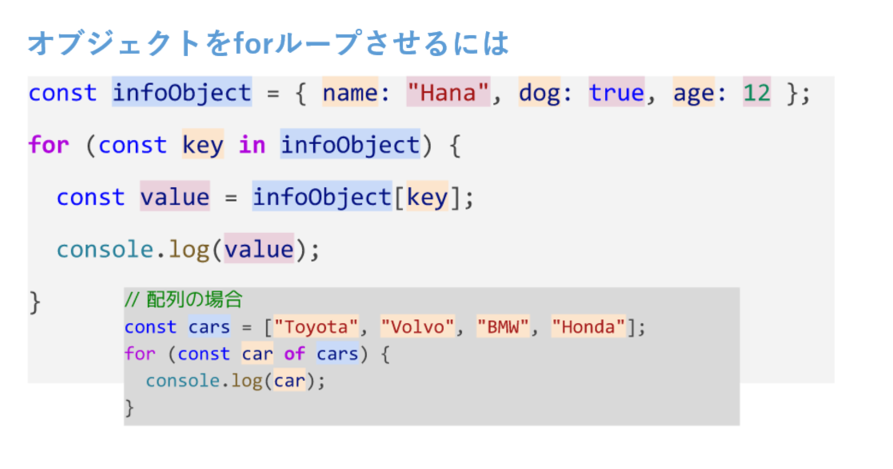 オブジェクトをforループさせるには
const infoObject = { name: "Hana", dog: true, age: 12 };
for (const key in infoObject) {
const value = infoObject[key];
console.log(value);
}
// 配列の場合
const cars = ["Toyota", "Volvo", "BMW", "Honda"];
for (const car of cars) {
console.log(car);
}